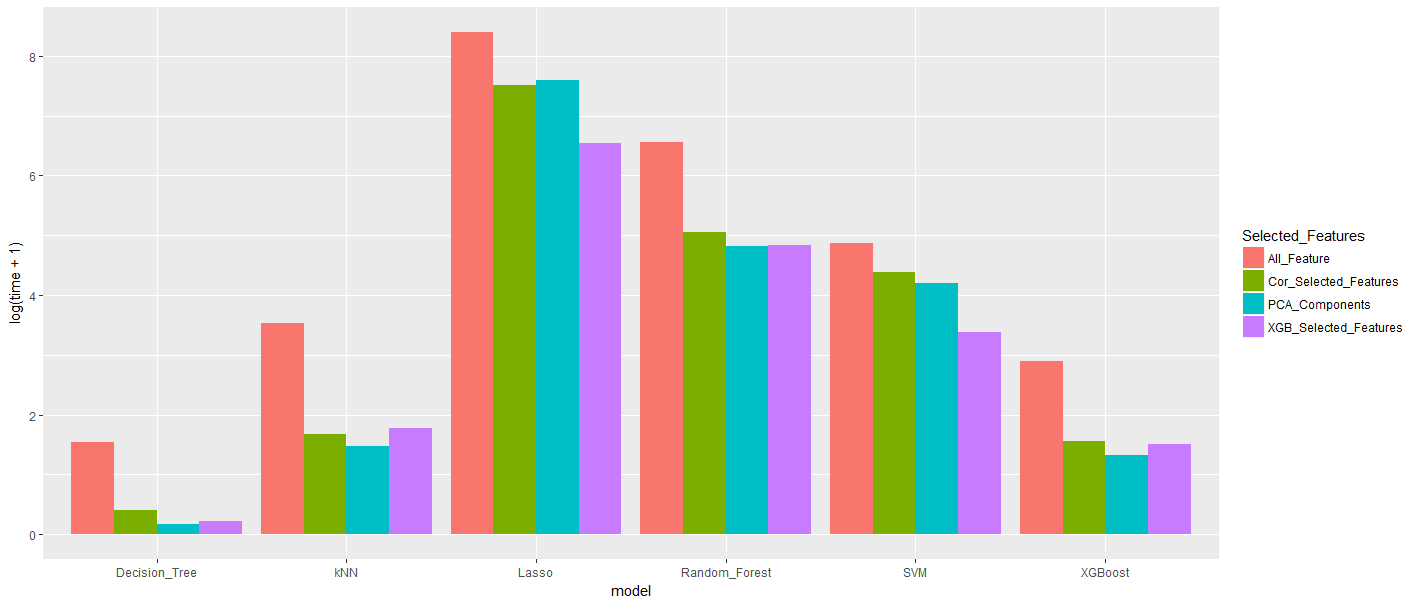 log(time + 1)
8
6
4
2
0
Decision_Tree
kNN
Lasso
Random_Forest
SVM
XGBoost
model
Selected_Features
All_Feature
Cor_Selected_Features
PCA_Components
XGB_Selected_Features